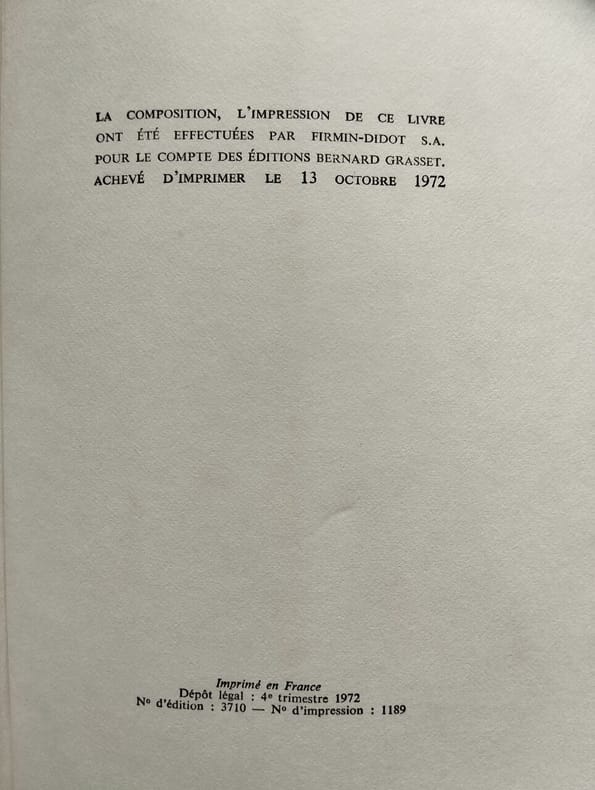 LA COMPOSITION, L'IMPRESSION DE CE LIVRE
ONT ÉTÉ EFFECTUÉES PAR FIRMIN-DIDOT S.A.
POUR LE COMPTE DES ÉDITIONS BERNARD GRASSET.
ACHEVÉ D'IMPRIMER LE 13 OCTOBRE 1972
Imprimé en France
Dépôt légal : 4e trimestre 1972
No d'édition : 3710 — No d'impression : 1189